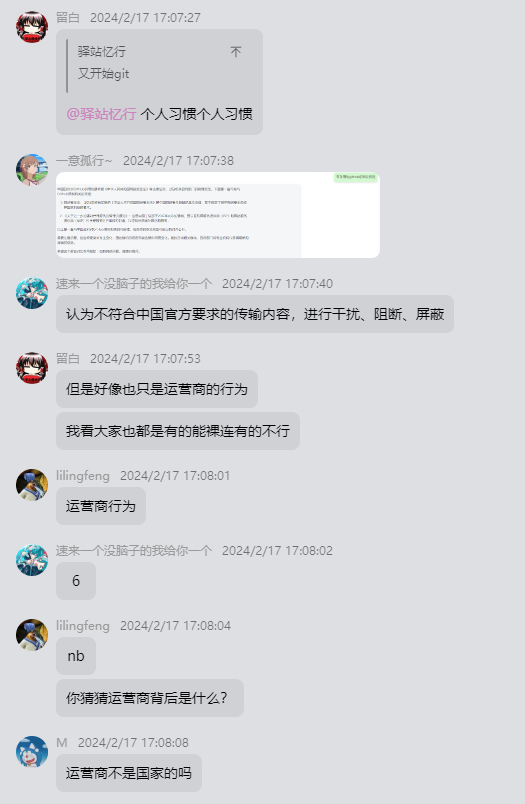 留白 2024/2/17 17:07:27
驿站忆行 不
又开始git
@驿站忆行 个人习惯个人习惯
一意孤行~ 2024/2/17 17:07:38
速来一个没脑子的我给你一个 2024/2/17 17:07:40
认为不符合中国官方要求的传输内容，进行干扰、阻断、屏蔽
留白 2024/2/17 17:07:53
但是好像也只是运营商的行为
我看大家也都是有的能裸连有的不行
lilingfeng 2024/2/17 17:08:01
运营商行为
速来一个没脑子的我给你一个 2024/2/17 17:08:02
6
lilingfeng 2024/2/17 17:08:04
nb
你猜猜运营商背后是什么？
M 2024/2/17 17:08:08
运营商不是国家的吗